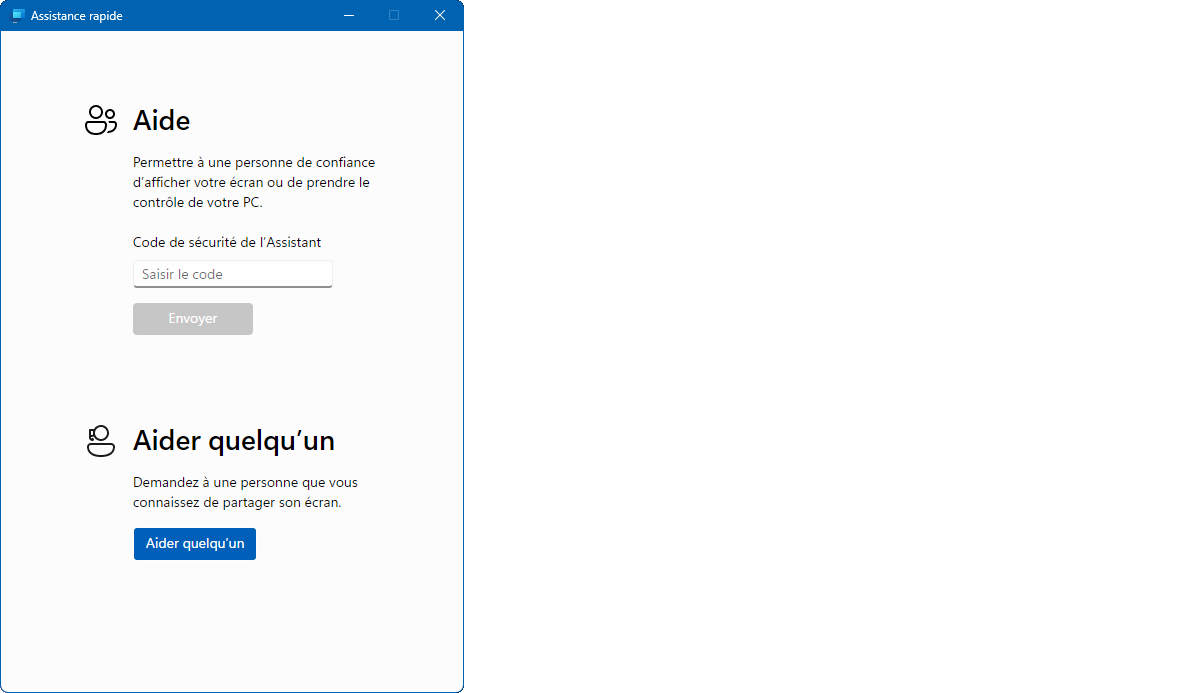 Assistance rapide
Aide
Permettre à une personne de confiance
d’afficher votre écran ou de prendre le
contrôle de votre PC.
Code de sécurité de l’Assistant
Saisir le code
Envoyer
Aider quelqu’un
Demandez à une personne que vous
connaissez de partager son écran.
Aider quelqu’un